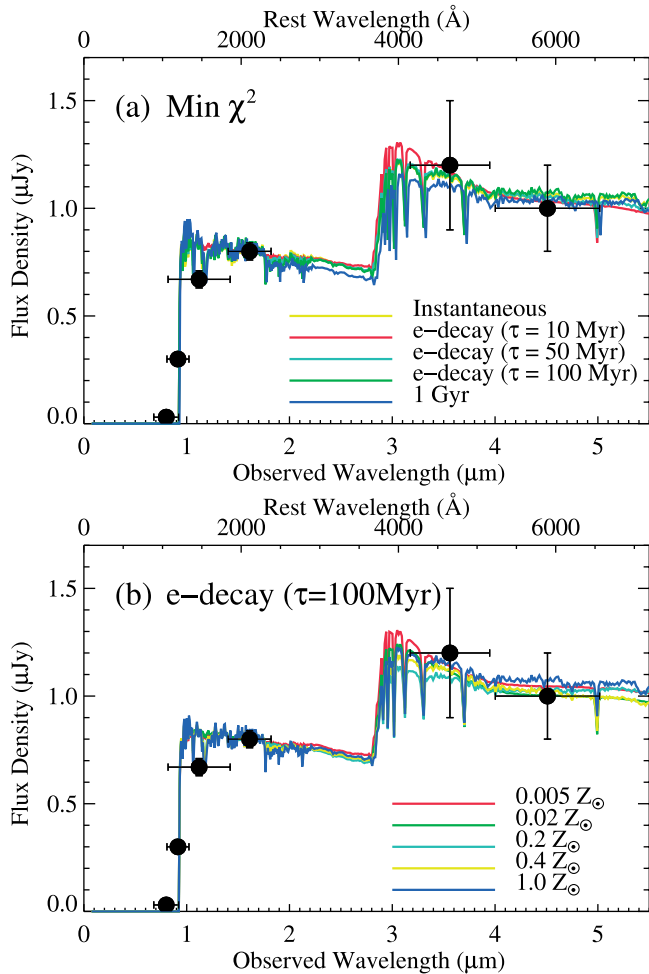 Rest Wavelength (Å)
0 2000 4000 6000
(a) Min χ²
1.5
1.0
0.5
0.0
Flux Density (μJy)
Instantaneous
e−decay (τ = 10 Myr)
e−decay (τ = 50 Myr)
e−decay (τ = 100 Myr)
1 Gyr
0 1 2 3 4 5
Observed Wavelength (μm)
Rest Wavelength (Å)
0 2000 4000 6000
(b) e−decay (τ=100Myr)
1.5
1.0
0.5
0.0
Flux Density (μJy)
0.005 Z⊙
0.02 Z⊙
0.2 Z⊙
0.4 Z⊙
1.0 Z⊙
0 1 2 3 4 5
Observed Wavelength (μm)